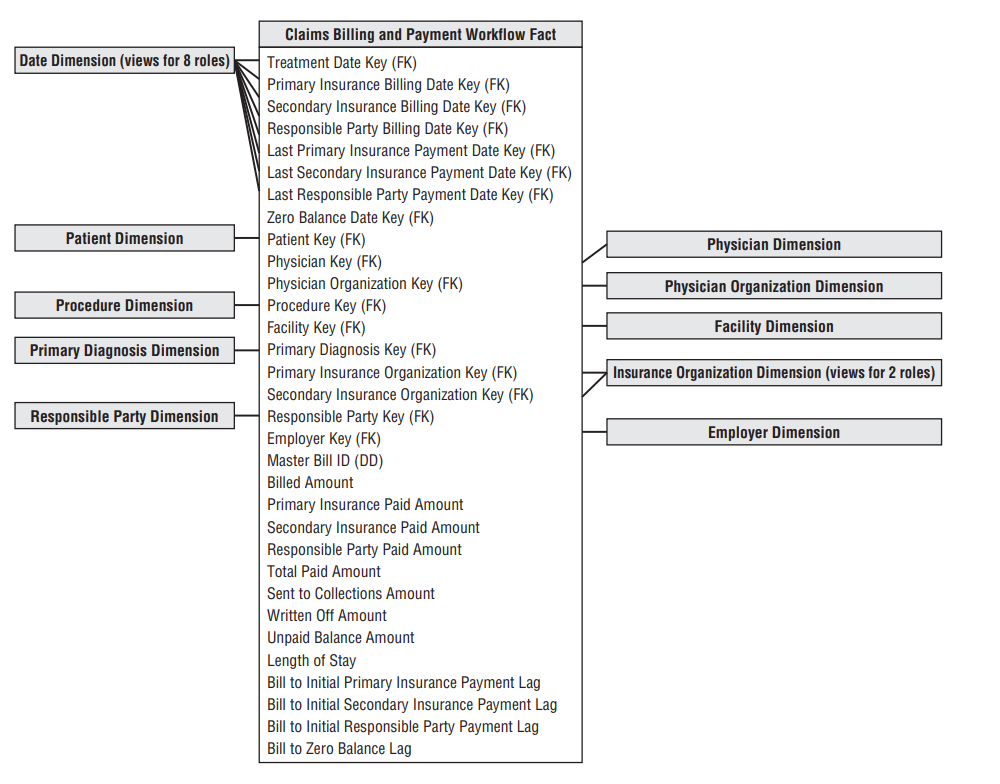 Claims Billing and Payment Workflow Fact
Date Dimension (views for 8 roles)
Treatment Date Key (FK)
Primary Insurance Billing Date Key (FK)
Secondary Insurance Billing Date Key (FK)
Responsible Party Billing Date Key (FK)
Last Primary Insurance Payment Date Key (FK)
Last Secondary Insurance Payment Date Key (FK)
Last Responsible Party Payment Date Key (FK)
Zero Balance Date Key (FK)
Patient Dimension
Patient Key (FK)
Physician Dimension
Physician Key (FK)
Physician Organization Key (FK)
Physician Organization Dimension
Procedure Dimension
Procedure Key (FK)
Facility Key (FK)
Facility Dimension
Primary Diagnosis Dimension
Primary Diagnosis Key (FK)
Primary Insurance Organization Key (FK)
Insurance Organization Dimension (views for 2 roles)
Secondary Insurance Organization Key (FK)
Responsible Party Dimension
Responsible Party Key (FK)
Employer Key (FK)
Employer Dimension
Master Bill ID (DD)
Billed Amount
Primary Insurance Paid Amount
Secondary Insurance Paid Amount
Responsible Party Paid Amount
Total Paid Amount
Sent to Collections Amount
Written Off Amount
Unpaid Balance Amount
Length of Stay
Bill to Initial Primary Insurance Payment Lag
Bill to Initial Secondary Insurance Payment Lag
Bill to Initial Responsible Party Payment Lag
Bill to Zero Balance Lag